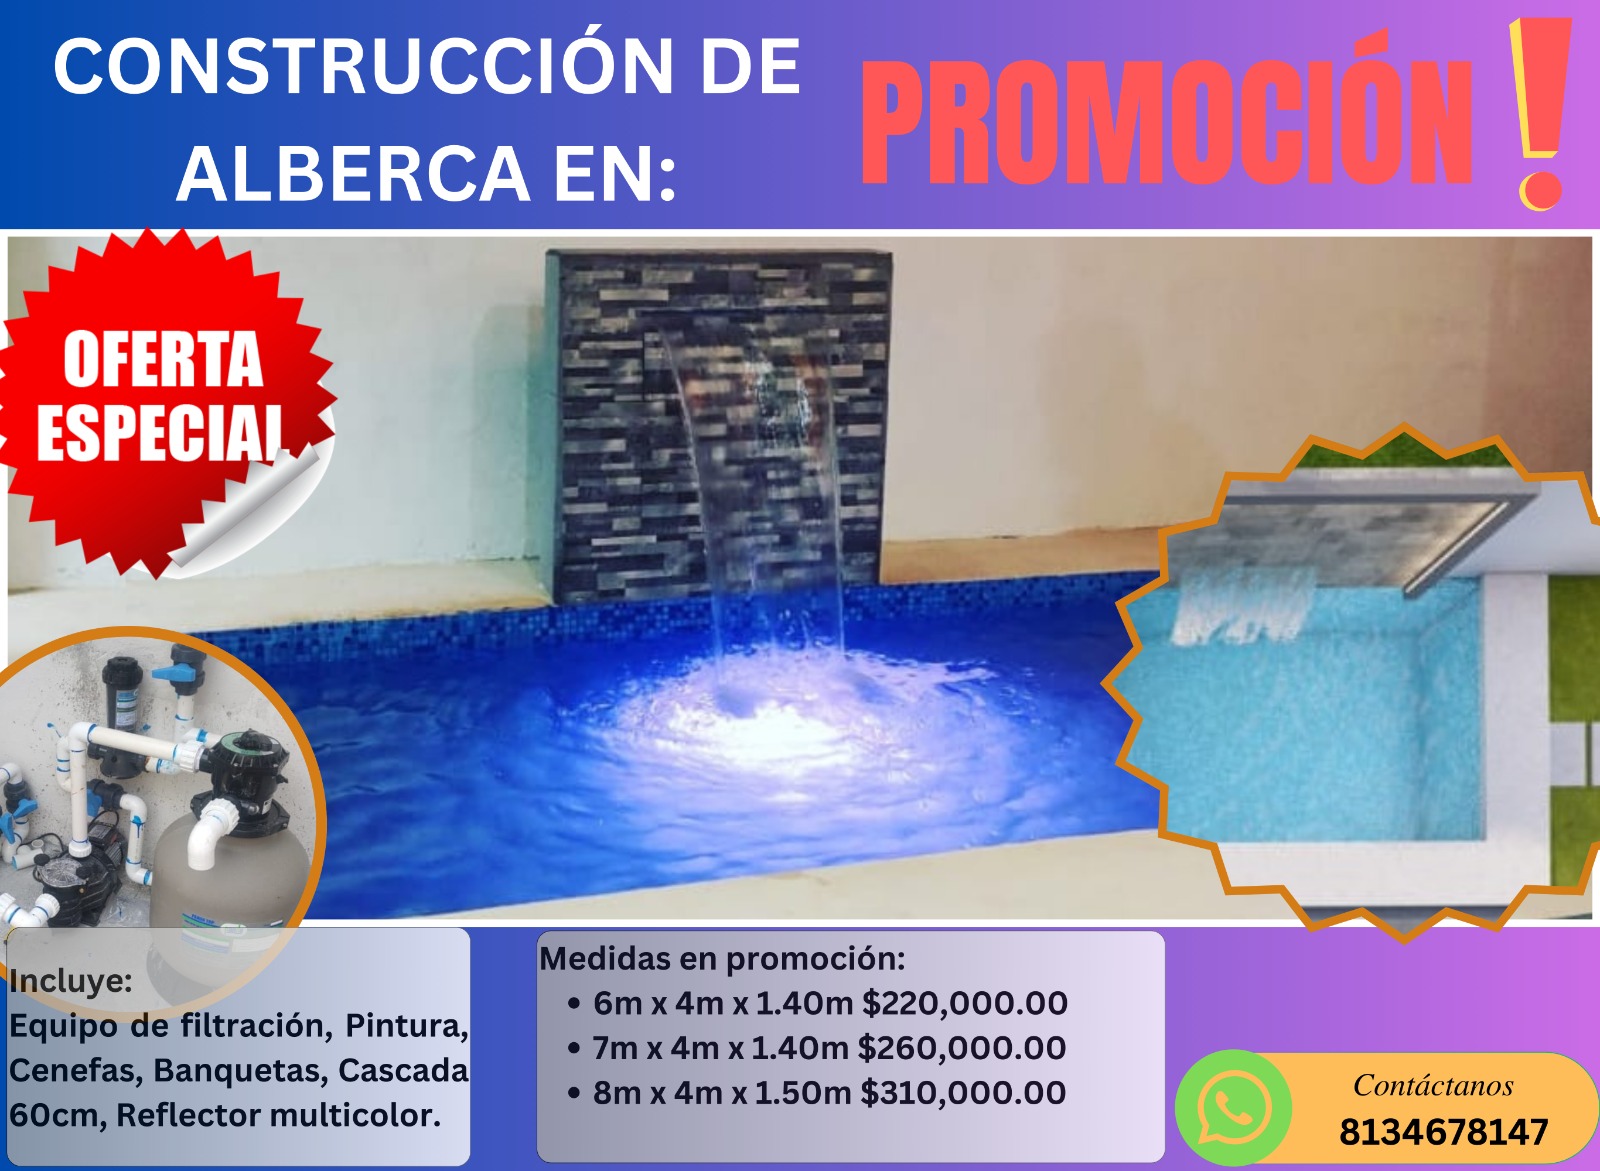 CONSTRUCCIÓN DE
ALBERCA EN:
PROMOCIÓN!
OFERTA
ESPECIAL
Incluye:
Equipo de filtración, Pintura,
Cenefas, Banquetas, Cascada
60cm, Reflector multicolor.
Medidas en promoción:
• 6m x 4m x 1.40m $220,000.00
• 7m x 4m x 1.40m $260,000.00
• 8m x 4m x 1.50m $310,000.00
Contáctanos
8134678147